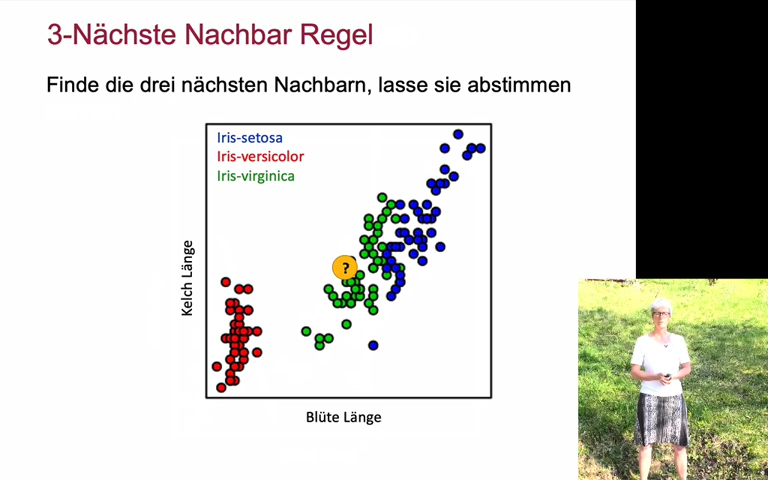 3-Nächste Nachbar Regel
Finde die drei nächsten Nachbarn, lasse sie abstimmen
Iris-setosa
Iris-versicolor
Iris-virginica
?
Kelch Länge
Blüte Länge